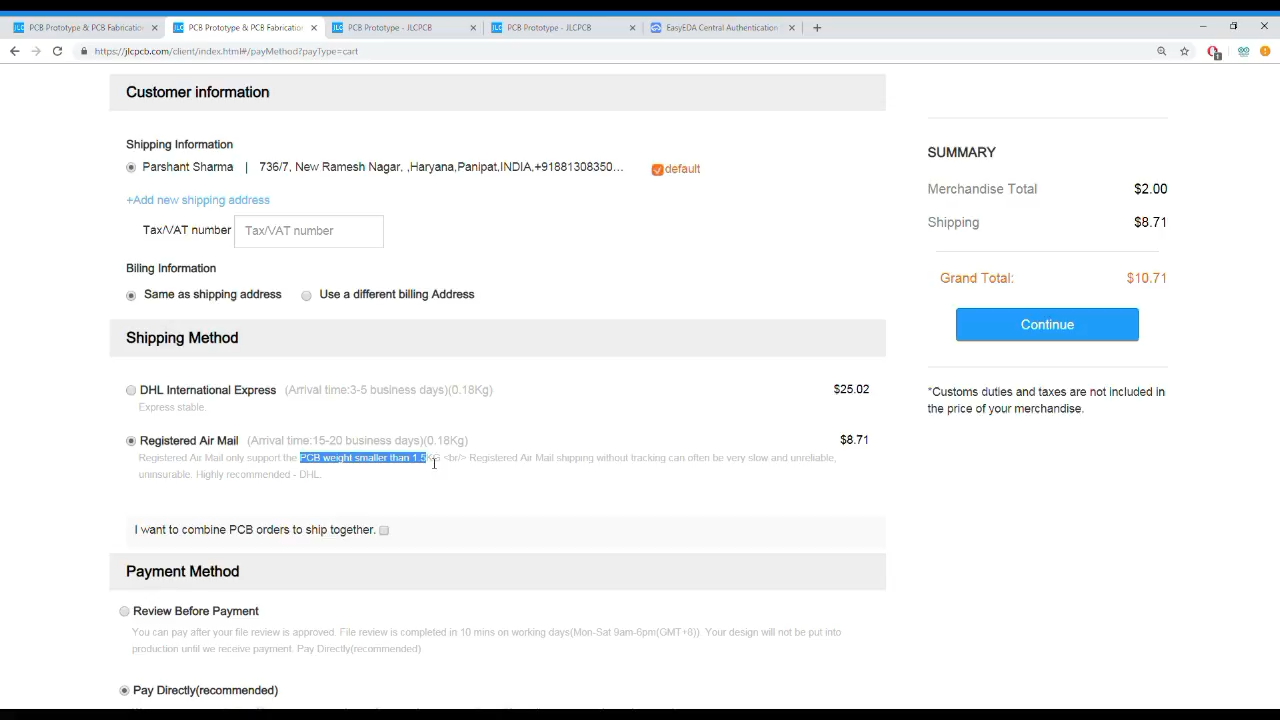 PCB Prototype & PCB Fabricatio
PCB Prototype & PCB Fabricatio
PCB Prototype - JLCPCB
PCB Prototype - JLCPCB
EasyEDA Central Authentication
https://jlcpcb.com/client/index.html#/payMethod?payType=cart
Customer information
Shipping Information
Parshant Sharma | 736/7, New Ramesh Nagar, ,Haryana,Panipat,INDIA,+91881308350...
default
+Add new shipping address
Tax/VAT number
Tax/VAT number
Billing Information
Same as shipping address
Use a different billing Address
Shipping Method
DHL International Express (Arrival time:3-5 business days)(0.18Kg) $25.02
Express stable.
Registered Air Mail (Arrival time:15-20 business days)(0.18Kg) $8.71
Registered Air Mail only support the PCB weight smaller than 1.5KG <br/> Registered Air Mail shipping without tracking can often be very slow and unreliable,
uninsurable. Highly recommended - DHL.
I want to combine PCB orders to ship together.
Payment Method
Review Before Payment
You can pay after your file review is approved. File review is completed in 10 mins on working days(Mon-Sat 9am-6pm(GMT+8)). Your design will not be put into
production until we receive payment. Pay Directly(recommended)
Pay Directly(recommended)
SUMMARY
Merchandise Total $2.00
Shipping $8.71
Grand Total: $10.71
Continue
*Customs duties and taxes are not included in
the price of your merchandise.